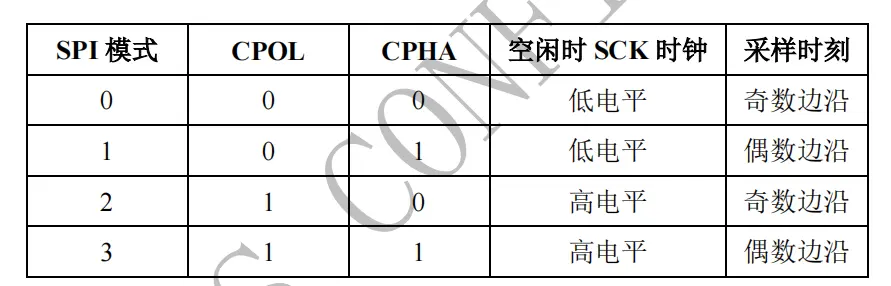 SPI 模式 CPOL CPHA 空闲时 SCK 时钟 采样时刻
0 0 0 低电平 奇数边沿
1 0 1 低电平 偶数边沿
2 1 0 高电平 奇数边沿
3 1 1 高电平 偶数边沿